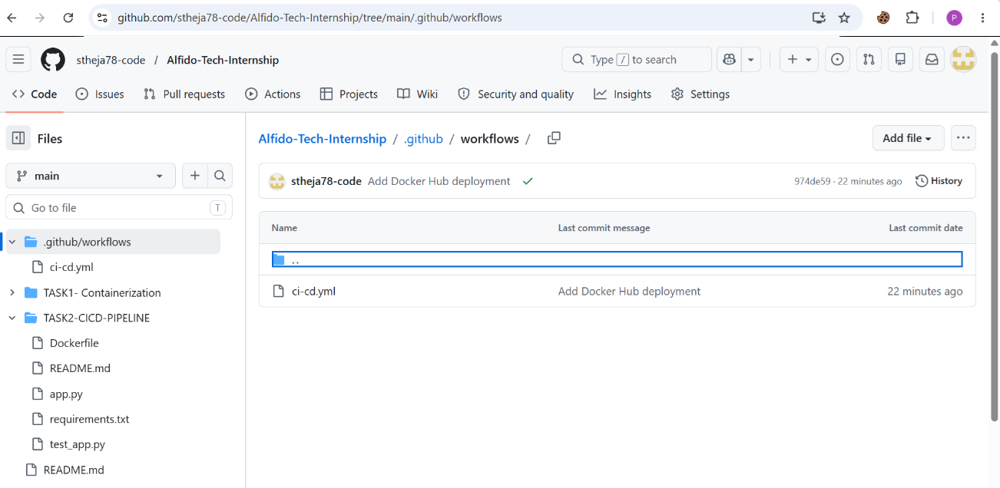 github.com/stheja78-code/Alfido-Tech-Internship/tree/main/.github/workflows
P
stheja78-code / Alfido-Tech-Internship
Type / to search
Code Issues Pull requests Actions Projects Wiki Security and quality Insights Settings
Files
main
Go to file T
.github/workflows
ci-cd.yml
TASK1- Containerization
TASK2-CICD-PIPELINE
Dockerfile
README.md
app.py
requirements.txt
test_app.py
README.md
Alfido-Tech-Internship / .github / workflows /
Add file
stheja78-code Add Docker Hub deployment
974de59 · 22 minutes ago History
Name Last commit message Last commit date
..
ci-cd.yml Add Docker Hub deployment 22 minutes ago